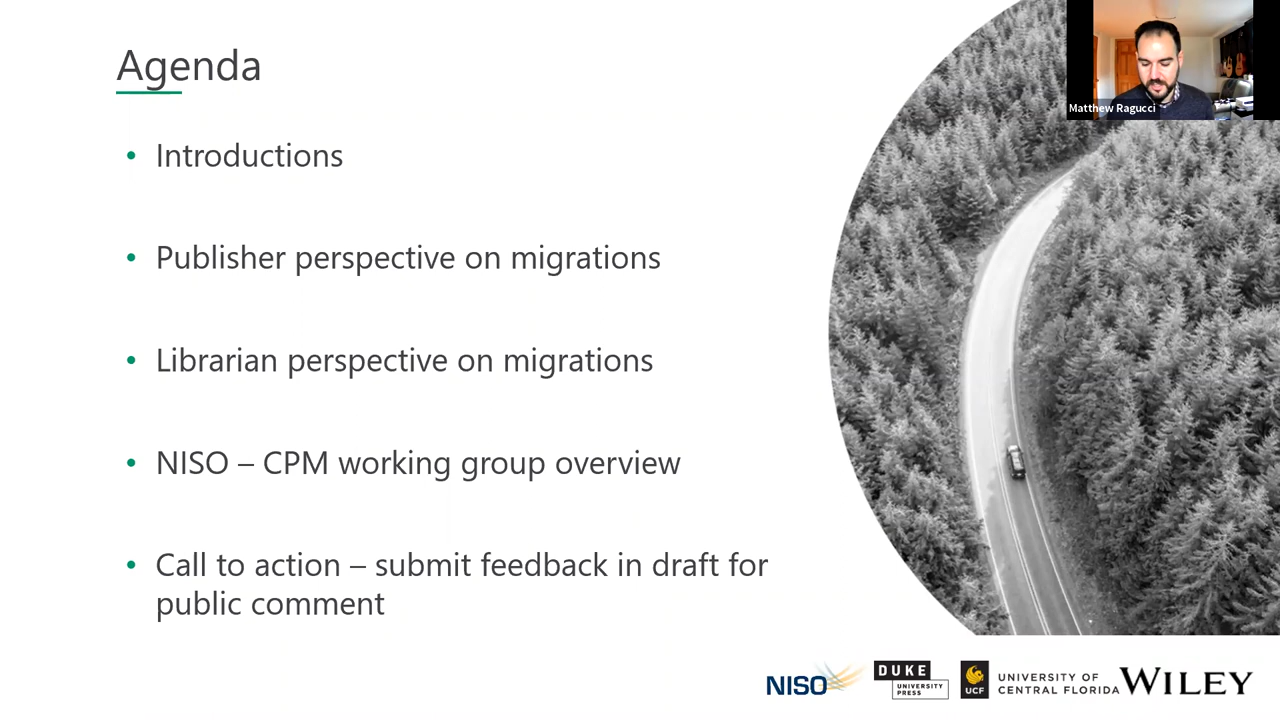 Agenda
• Introductions
• Publisher perspective on migrations
• Librarian perspective on migrations
• NISO – CPM working group overview
• Call to action – submit feedback in draft for
public comment
Matthew Ragucci
NISO
DUKE
UNIVERSITY
PRESS
UCF
UNIVERSITY OF
CENTRAL FLORIDA
WILEY